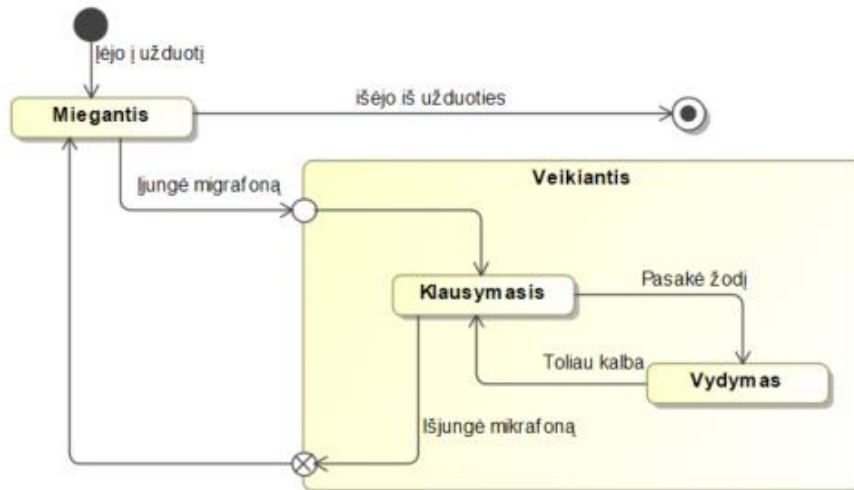 Įėjo į užduotį
Miegantis
išėjo iš užduoties
Įjungė migrafoną
Veikiantis
Klausymasis
Pasakė žodį
Toliau kalba
Vydymas
Išjungė mikrafoną